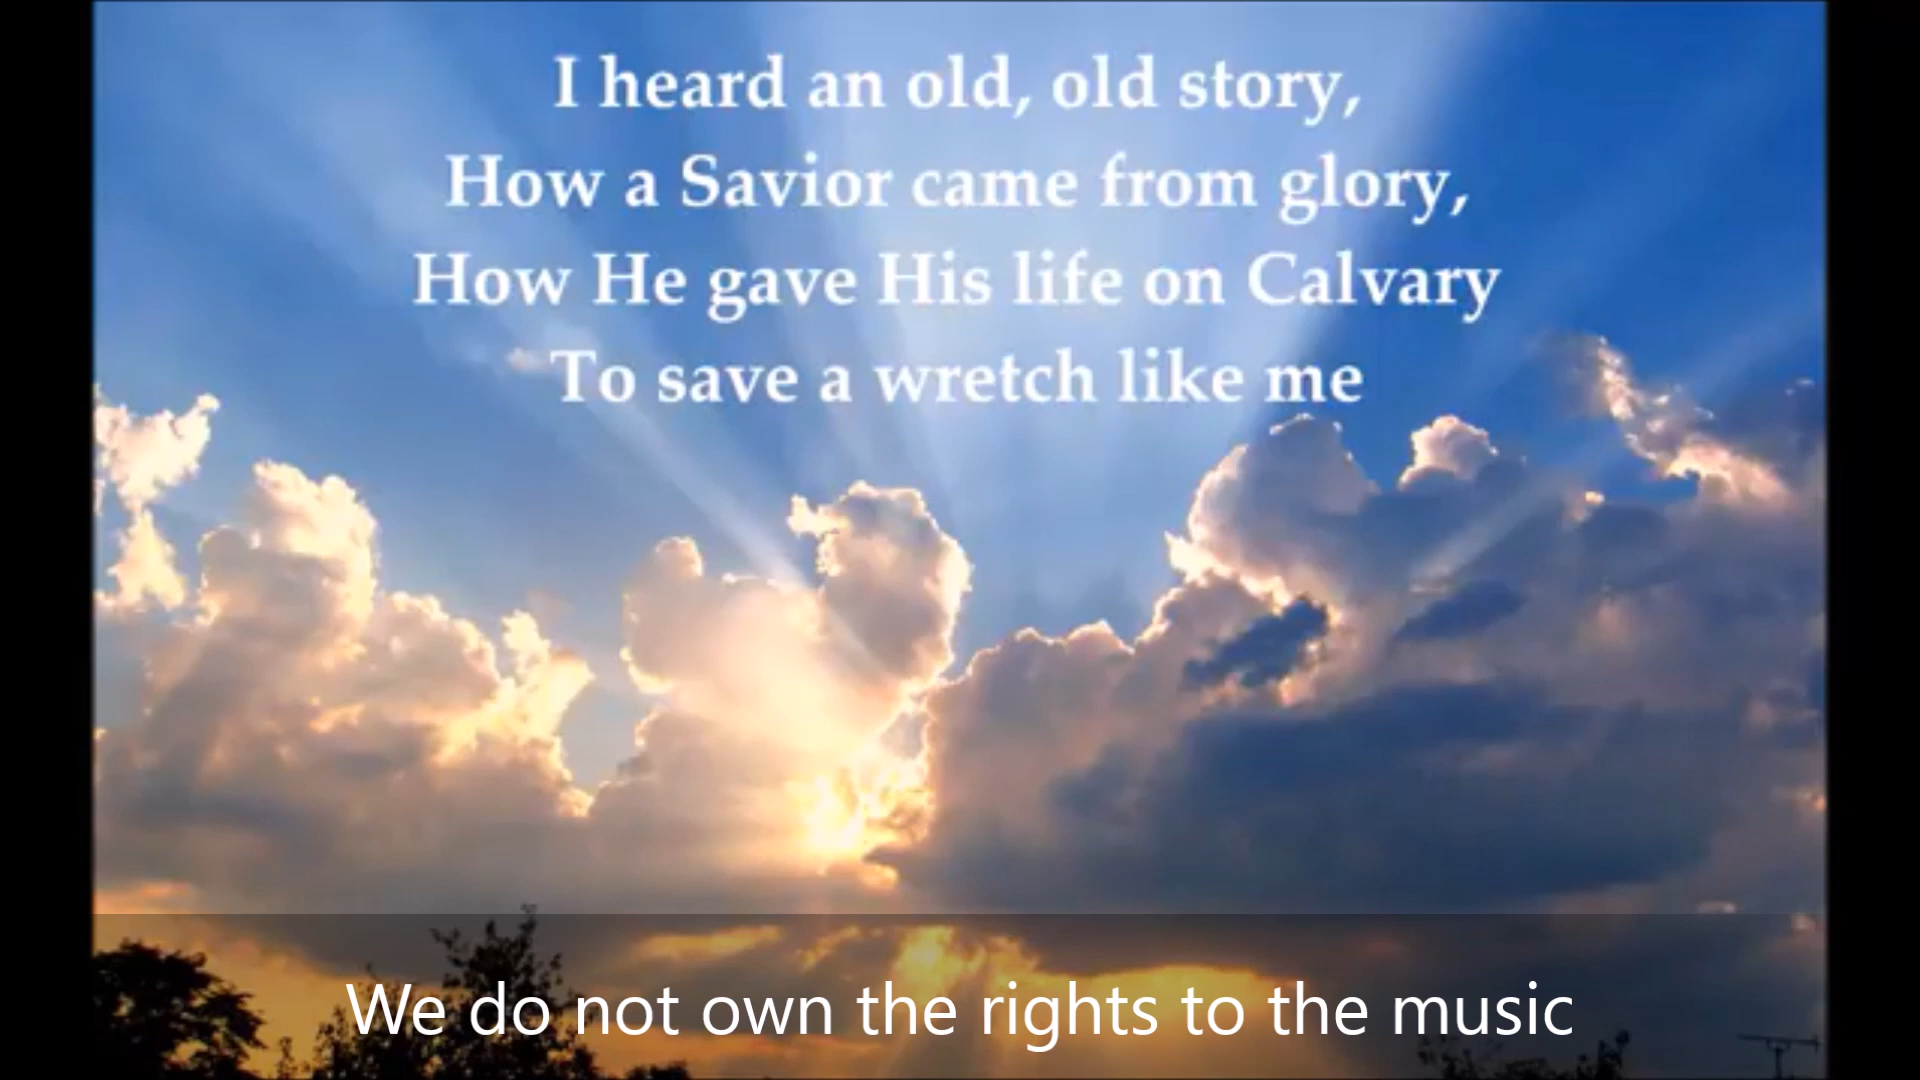 I heard an old, old story,
How a Savior came from glory,
How He gave His life on Calvary
To save a wretch like me
We do not own the rights to the music